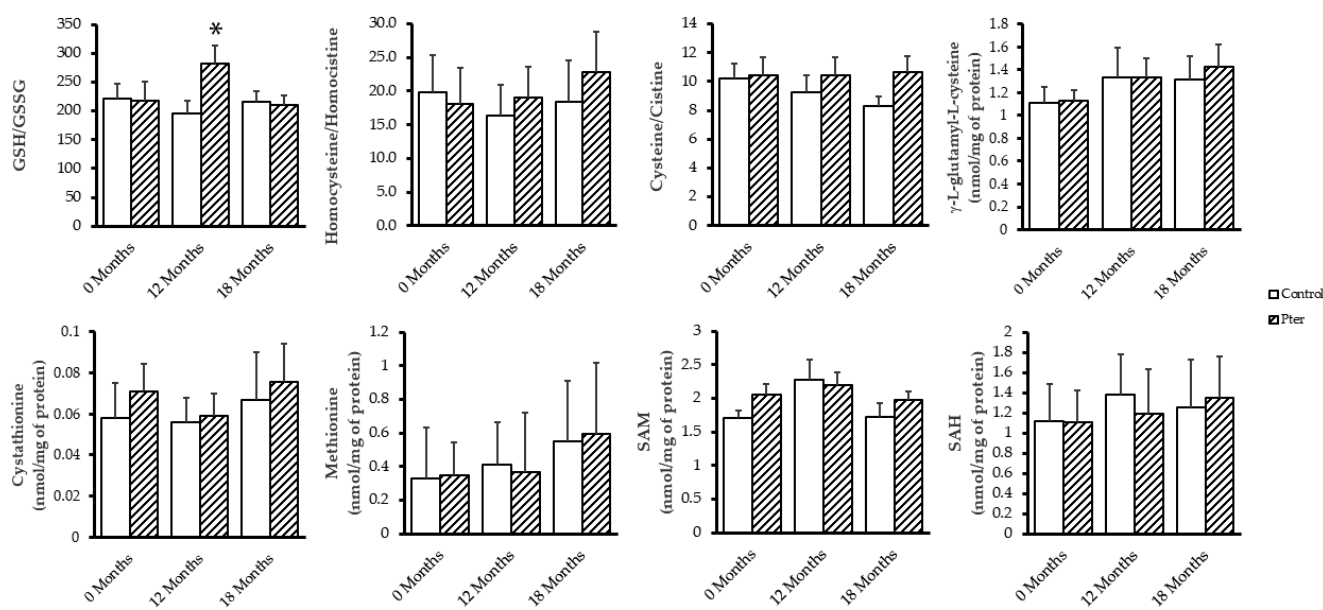 GSH/GSSG
350
300
250
200
150
100
50
0
*
0 Months
12 Months
18 Months
Homocysteine/Homocistine
30.0
25.0
20.0
15.0
10.0
5.0
0.0
0 Months
12 Months
18 Months
Cysteine/Cistine
14
12
10
8
6
4
2
0
0 Months
12 Months
18 Months
γ-L-glutamyl-L-cysteine
(nmol/mg of protein)
1.8
1.6
1.4
1.2
1
0.8
0.6
0.4
0.2
0
0 Months
12 Months
18 Months
Control
Pter
Cystathionine
(nmol/mg of protein)
0.1
0.08
0.06
0.04
0.02
0
0 Months
12 Months
18 Months
Methionine
(nmol/mg of protein)
1.2
1
0.8
0.6
0.4
0.2
0
0 Months
12 Months
18 Months
SAM
(nmol/mg of protein)
3
2.5
2
1.5
1
0.5
0
0 Months
12 Months
18 Months
SAH
(nmol/mg of protein)
2
1.8
1.6
1.4
1.2
1
0.8
0.6
0.4
0.2
0
0 Months
12 Months
18 Months